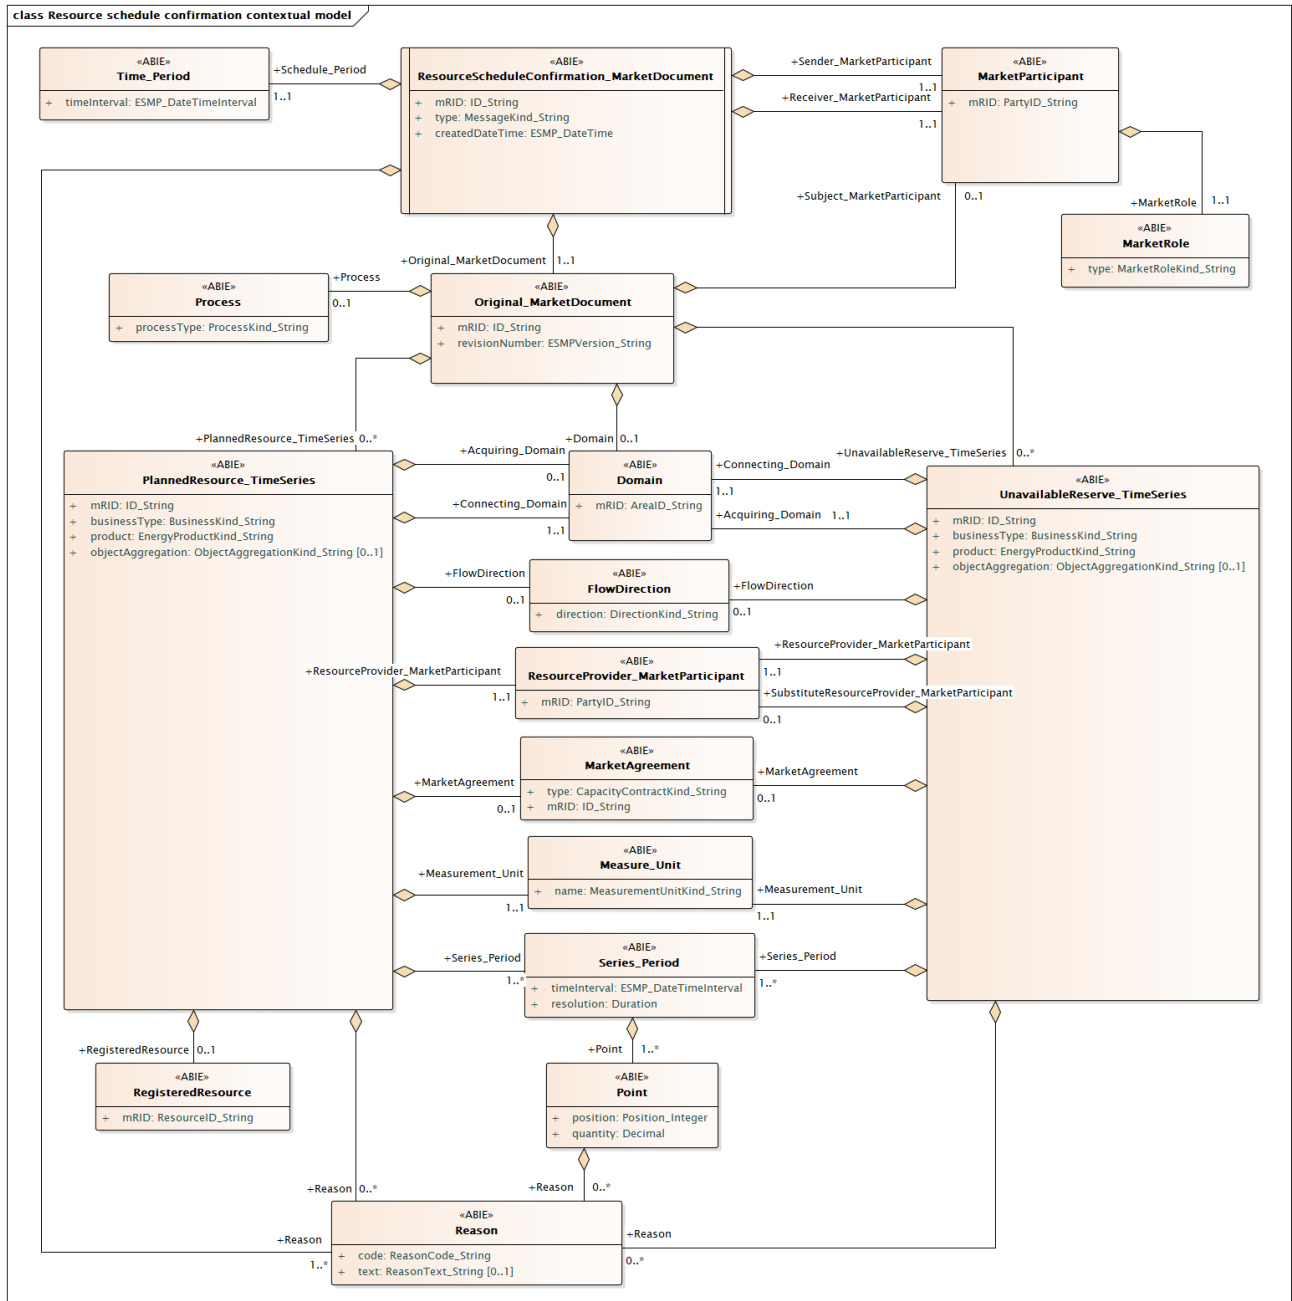 class Resource schedule confirmation contextual model
«ABIE»
Time_Period
+ timeInterval: ESMP_DateTimeInterval
+Schedule_Period
1..1
«ABIE»
ResourceScheduleConfirmation_MarketDocument
+ mRID: ID_String
+ type: MessageKind_String
+ createdDateTime: ESMP_DateTime
+Sender_MarketParticipant
1..1
+Receiver_MarketParticipant
1..1
«ABIE»
MarketParticipant
+ mRID: PartyID_String
+Subject_MarketParticipant
0..1
+MarketRole
1..1
«ABIE»
MarketRole
+ type: MarketRoleKind_String
+Original_MarketDocument
1..1
«ABIE»
Process
+ processType: ProcessKind_String
+Process
0..1
«ABIE»
Original_MarketDocument
+ mRID: ID_String
+ revisionNumber: ESMPVersion_String
+PlannedResource_TimeSeries 0..*
+Domain 0..1
+UnavailableReserve_TimeSeries 0..*
«ABIE»
PlannedResource_TimeSeries
+ mRID: ID_String
+ businessType: BusinessKind_String
+ product: EnergyProductKind_String
+ objectAggregation: ObjectAggregationKind_String [0..1]
+Acquiring_Domain
0..1
+Connecting_Domain
1..1
«ABIE»
Domain
+ mRID: AreaID_String
+Connecting_Domain
1..1
+Acquiring_Domain 1..1
«ABIE»
UnavailableReserve_TimeSeries
+ mRID: ID_String
+ businessType: BusinessKind_String
+ product: EnergyProductKind_String
+ objectAggregation: ObjectAggregationKind_String [0..1]
+FlowDirection
0..1
«ABIE»
FlowDirection
+ direction: DirectionKind_String
+FlowDirection
0..1
+ResourceProvider_MarketParticipant
1..1
«ABIE»
ResourceProvider_MarketParticipant
+ mRID: PartyID_String
+ResourceProvider_MarketParticipant
1..1
+SubstituteResourceProvider_MarketParticipant
0..1
+MarketAgreement
0..1
«ABIE»
MarketAgreement
+ type: CapacityContractKind_String
+ mRID: ID_String
+MarketAgreement
0..1
+Measurement_Unit
1..1
«ABIE»
Measure_Unit
+ name: MeasurementUnitKind_String
+Measurement_Unit
1..1
+Series_Period
1..*
«ABIE»
Series_Period
+ timeInterval: ESMP_DateTimeInterval
+ resolution: Duration
+Series_Period
1..*
+RegisteredResource 0..1
«ABIE»
RegisteredResource
+ mRID: ResourceID_String
+Point 1..*
«ABIE»
Point
+ position: Position_Integer
+ quantity: Decimal
+Reason 0..*
+Reason 0..*
«ABIE»
Reason
+ code: ReasonCode_String
+ text: ReasonText_String [0..1]
+Reason
1..*
+Reason
0..*